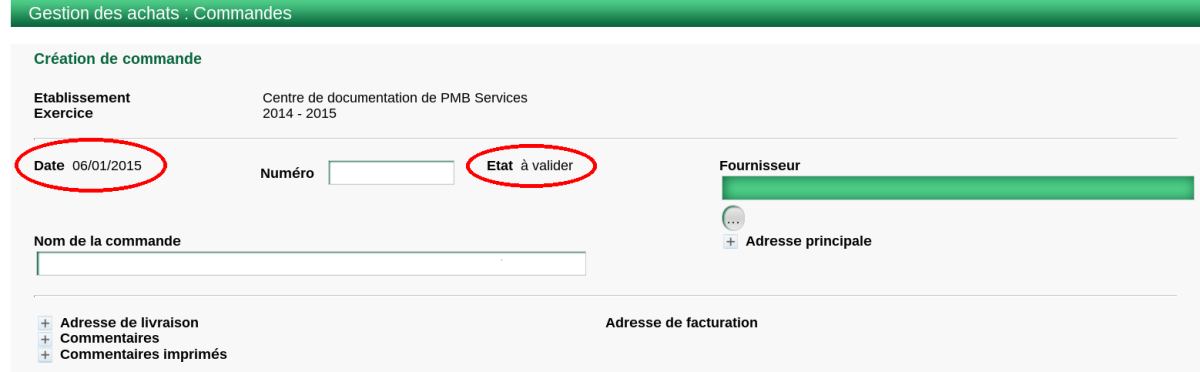 Gestion des achats : Commandes
Création de commande
Etablissement Centre de documentation de PMB Services
Exercice 2014 - 2015
Date 06/01/2015 Numéro Etat à valider Fournisseur
...
Nom de la commande + Adresse principale
+ Adresse de livraison Adresse de facturation
+ Commentaires
+ Commentaires imprimés